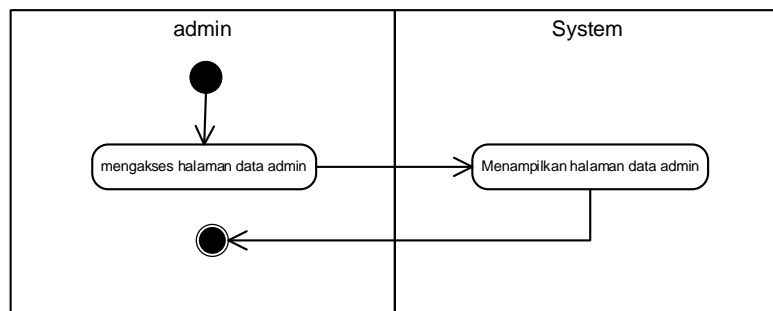 admin
System
mengakses halaman data admin
Menampilkan halaman data admin